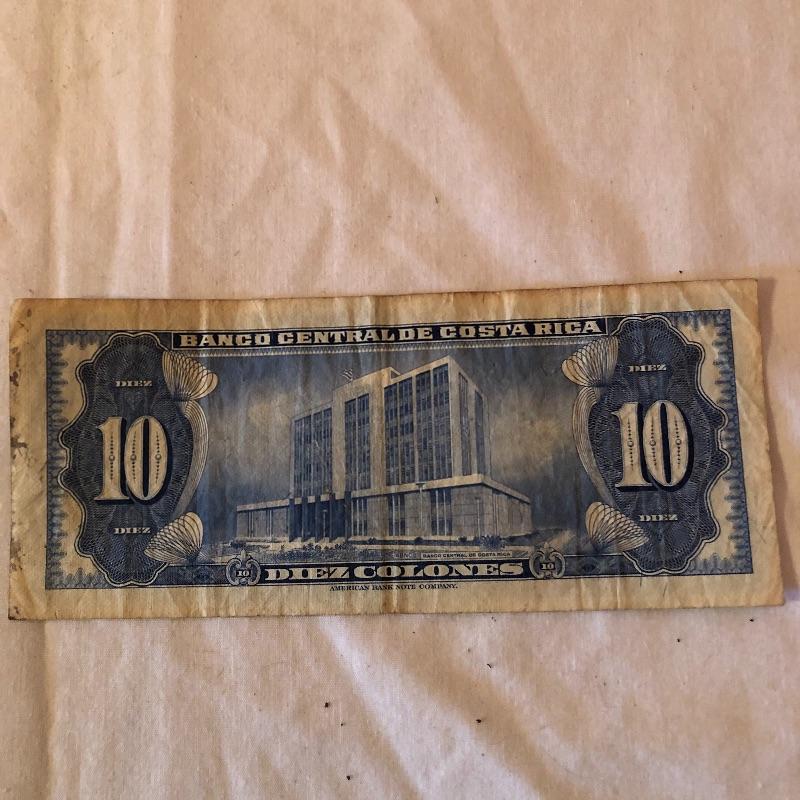 BANCO CENTRAL DE COSTA RICA
DIEZ
DIEZ
10
10
DIEZ
DIEZ
BANCO CENTRAL DE COSTA RICA
10
DIEZ COLONES
10
AMERICAN BANK NOTE COMPANY.